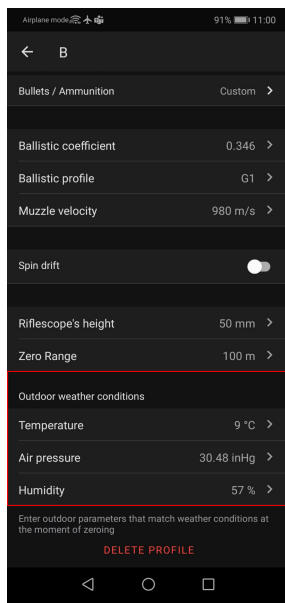 Airplane mode 91% 11:00
B
Bullets / Ammunition Custom
Ballistic coefficient 0.346
Ballistic profile G1
Muzzle velocity 980 m/s
Spin drift
Riflescope's height 50 mm
Zero Range 100 m
Outdoor weather conditions
Temperature 9 °C
Air pressure 30.48 inHg
Humidity 57 %
Enter outdoor parameters that match weather conditions at
the moment of zeroing
DELETE PROFILE